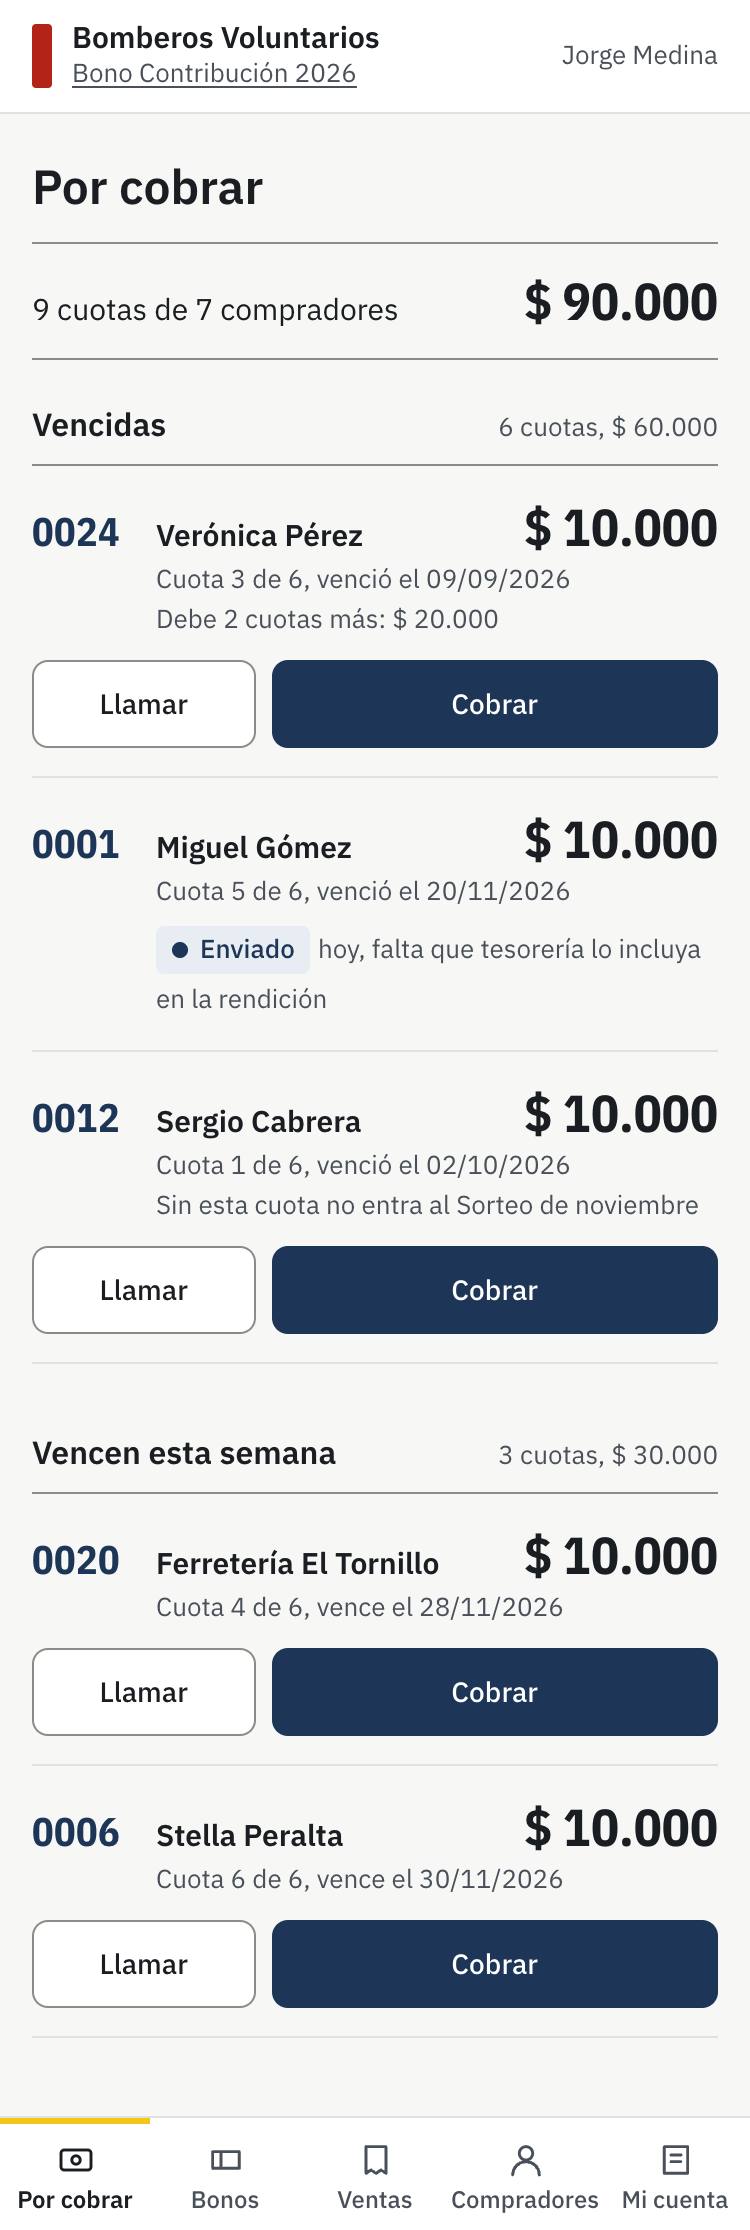 Bomberos Voluntarios
Bono Contribución 2026
Jorge Medina
Por cobrar
9 cuotas de 7 compradores $ 90.000
Vencidas 6 cuotas, $ 60.000
0024 Verónica Pérez $ 10.000
Cuota 3 de 6, venció el 09/09/2026
Debe 2 cuotas más: $ 20.000
Llamar Cobrar
0001 Miguel Gómez $ 10.000
Cuota 5 de 6, venció el 20/11/2026
Enviado hoy, falta que tesorería lo incluya
en la rendición
0012 Sergio Cabrera $ 10.000
Cuota 1 de 6, venció el 02/10/2026
Sin esta cuota no entra al Sorteo de noviembre
Llamar Cobrar
Vencen esta semana 3 cuotas, $ 30.000
0020 Ferretería El Tornillo $ 10.000
Cuota 4 de 6, vence el 28/11/2026
Llamar Cobrar
0006 Stella Peralta $ 10.000
Cuota 6 de 6, vence el 30/11/2026
Llamar Cobrar
Por cobrar Bonos Ventas Compradores Mi cuenta